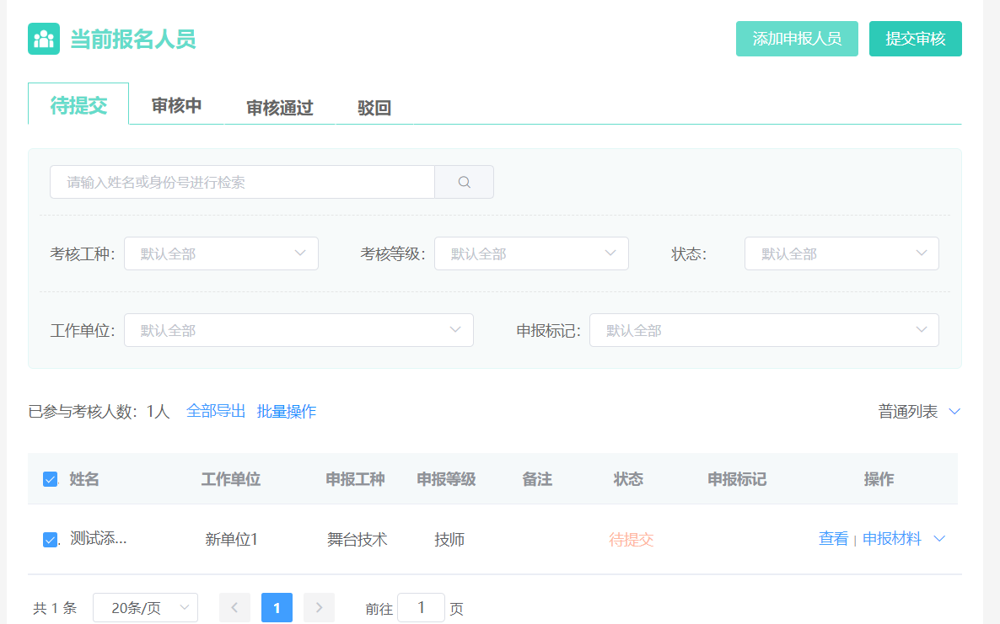 当前报名人员
添加申报人员 提交审核
待提交 审核中 审核通过 驳回
请输入姓名或身份号进行检索
考核工种： 默认全部 考核等级： 默认全部 状态： 默认全部
工作单位： 默认全部 申报标记： 默认全部
已参与考核人数：1人 全部导出 批量操作 普通列表
姓名 工作单位 申报工种 申报等级 备注 状态 申报标记 操作
测试添... 新单位1 舞台技术 技师 待提交 查看 | 申报材料
共 1 条 20条/页 1 前往 1 页